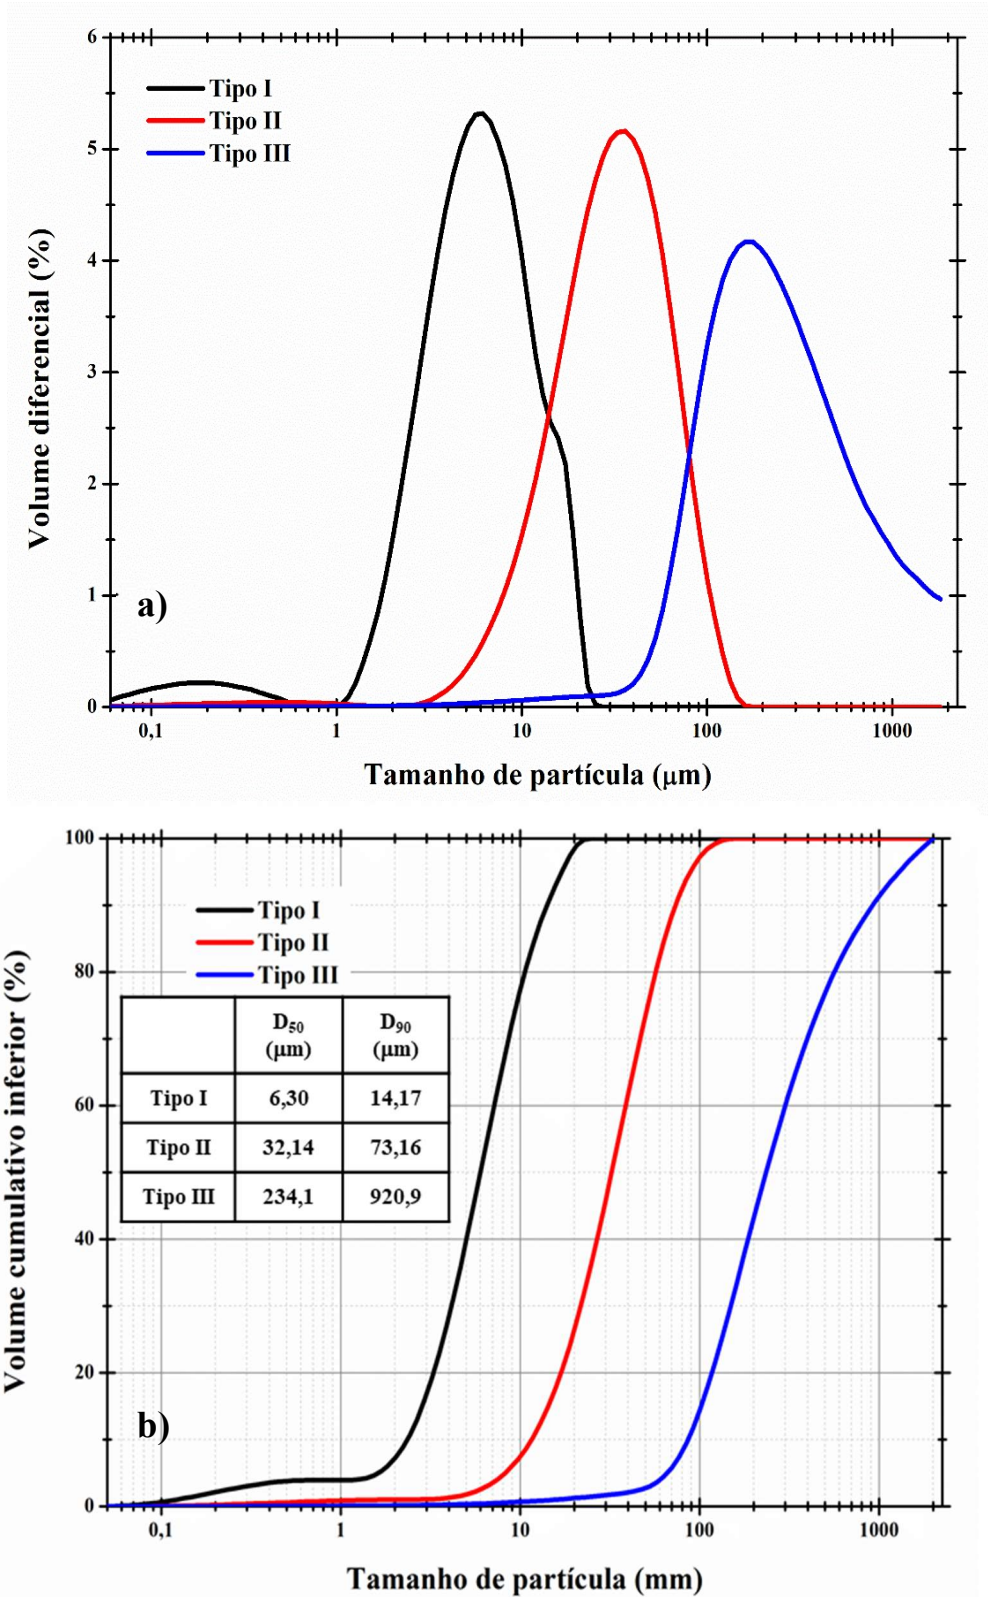 6
5
4
3
2
1
0
Volume diferencial (%)
Tipo I
Tipo II
Tipo III
a)
0,1 1 10 100 1000
Tamanho de partícula (μm)
100
80
60
40
20
0
Volume cumulativo inferior (%)
Tipo I
Tipo II
Tipo III
D50 (μm) D90 (μm)
Tipo I 6,30 14,17
Tipo II 32,14 73,16
Tipo III 234,1 920,9
b)
0,1 1 10 100 1000
Tamanho de partícula (mm)